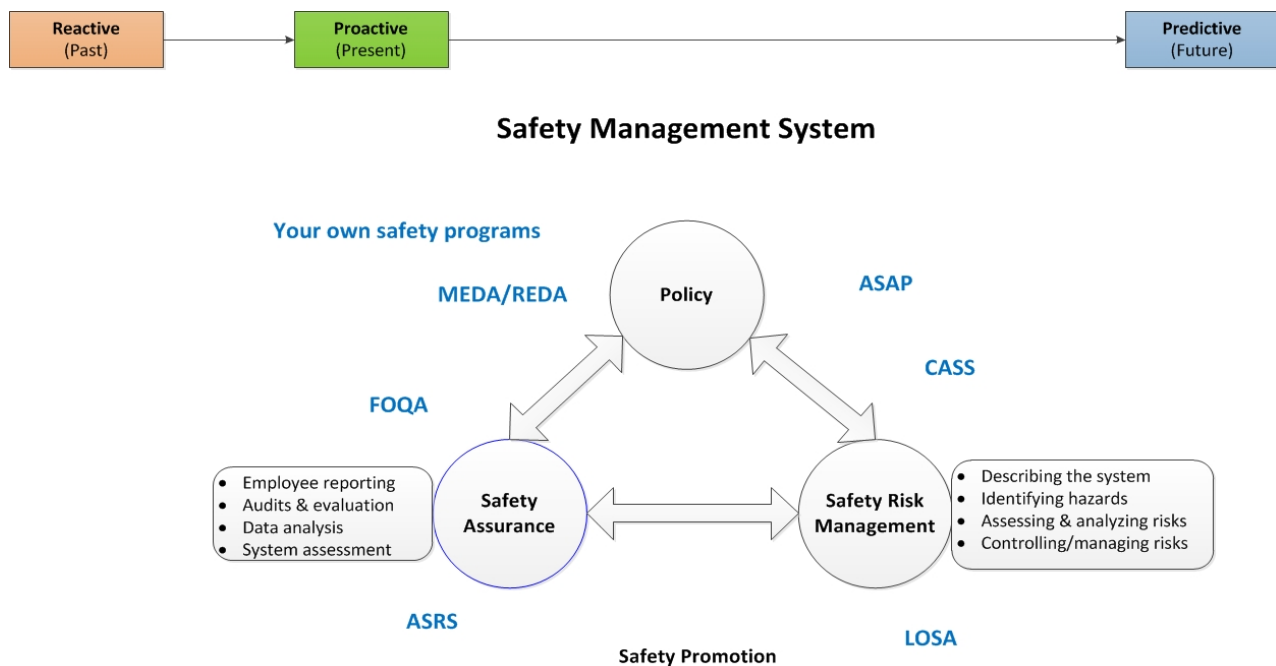 Reactive
(Past)
Proactive
(Present)
Predictive
(Future)
Safety Management System
Your own safety programs
MEDA/REDA
Policy
ASAP
CASS
FOQA
• Employee reporting
• Audits & evaluation
• Data analysis
• System assessment
Safety
Assurance
Safety Risk
Management
• Describing the system
• Identifying hazards
• Assessing & analyzing risks
• Controlling/managing risks
ASRS
LOSA
Safety Promotion